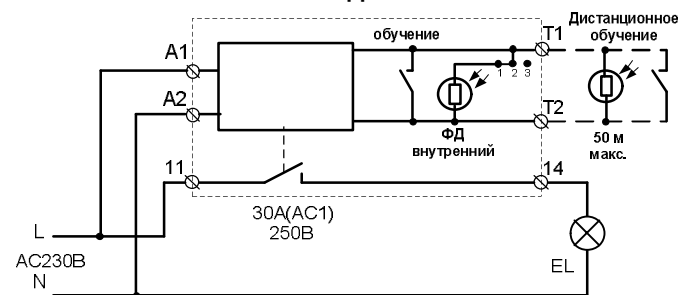 Дистанционное
обучение
обучение
T1
A1
1 2 3
A2
T2
ФД
внутренний
50 м
макс.
11
14
30А(АС1)
250В
L
АС230В
N
EL